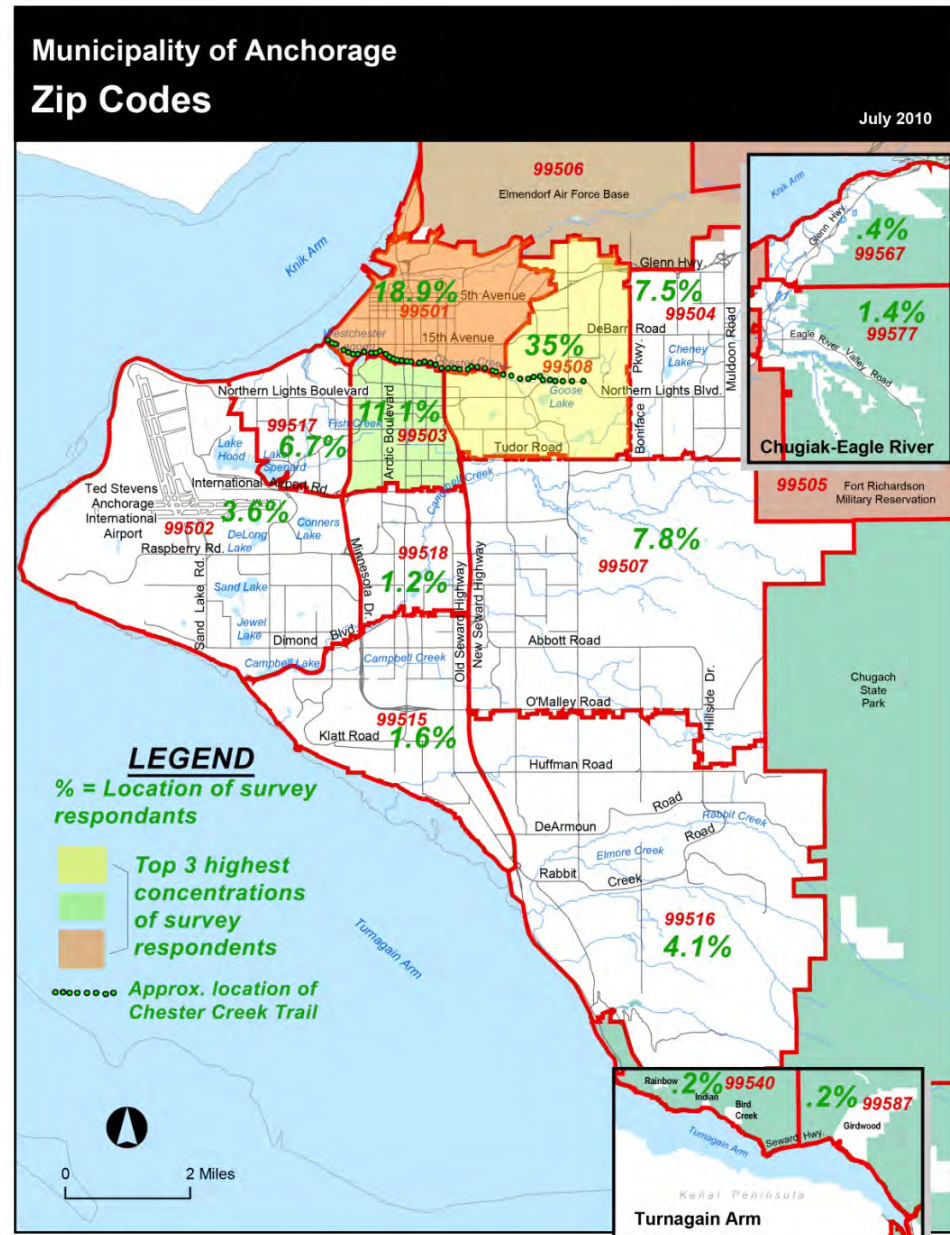 Municipality of Anchorage
Zip Codes
July 2010
99506
Elmendorf Air Force Base
Knik Arm
Glenn Hwy.
18.9%
99501
5th Avenue
15th Avenue
Westchester
Lagoon
Chester Creek
35%
99508
DeBarr Road
Goose
Lake
7.5%
99504
Cheney
Lake
Muldoon Road
Boniface Pkwy.
Northern Lights Blvd.
Tudor Road
Northern Lights Boulevard
11.1%
99503
Fish Creek
Arctic Boulevard
99517
6.7%
Lake
Hood
Lake
Spenard
International Airport Rd
Ted Stevens
Anchorage
International
Airport
99502
3.6%
DeLong
Lake
Conners
Lake
Raspberry Rd.
Sand Lake Rd.
Sand Lake
Jewel
Lake
Dimond Blvd.
Campbell Lake
Minnesota Dr.
99518
1.2%
Campbell Creek
Old Seward Highway
New Seward Highway
7.8%
99507
Abbott Road
O'Malley Road
Hillside Dr.
Campbell Creek
99515
1.6%
Klatt Road
Huffman Road
DeArmoun Road
Rabbit Creek
Elmore Creek
Rabbit Creek Road
99516
4.1%
Turnagain Arm
Chugach
State
Park
99505
Fort Richardson
Military Reservation
Knik Arm
Glenn Hwy.
.4%
99567
1.4%
99577
Eagle River Valley Road
Chugiak-Eagle River
LEGEND
% = Location of survey
respondants
Top 3 highest
concentrations
of survey
respondents
Approx. location of
Chester Creek Trail
0 2 Miles
Rainbow
.2% 99540
Indian
Bird
Creek
.2% 99587
Girdwood
Turnagain Arm
Seward Hwy.
Kenai Peninsula
Turnagain Arm